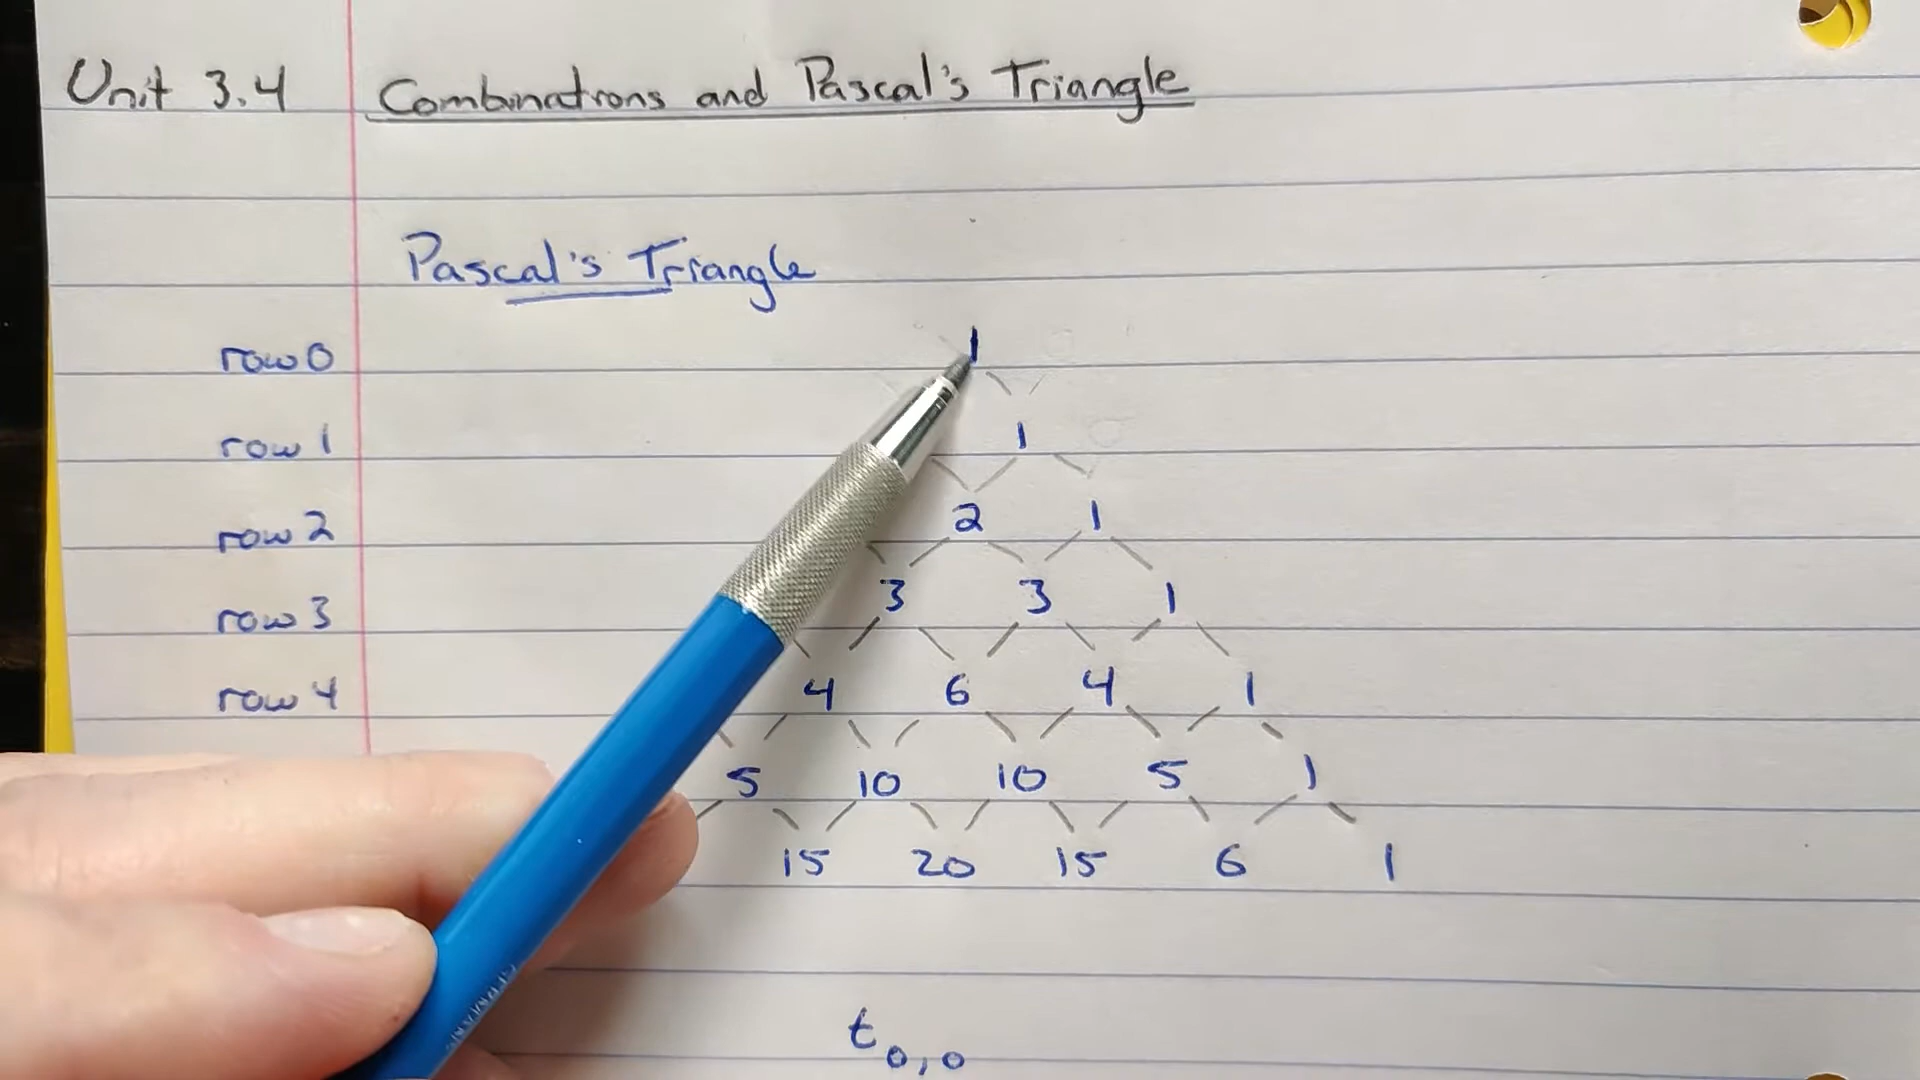 Unit 3.4 Combinations and Pascal's Triangle
Pascal's Triangle
row 0 1
row 1 1
row 2 2 1
row 3 3 3 1
row 4 4 6 4 1
5 10 10 5 1
15 20 15 6 1
t0,0